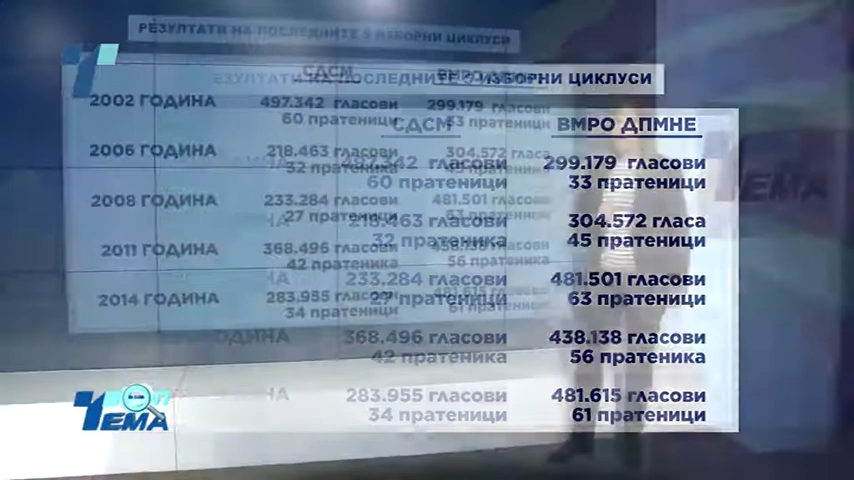 РЕЗУЛТАТИ НА ПОСЛЕДНИТЕ 5 ИЗБОРНИ ЦИКЛУСИ
СДСМ ВМРО ДПМНЕ
2002 ГОДИНА 497.342 гласови 299.179 гласови
60 пратеници 33 пратеници
2006 ГОДИНА 218.463 гласови 304.572 гласа
32 пратеника 45 пратеници
2008 ГОДИНА 233.284 гласови 481.501 гласови
27 пратеници 63 пратеници
2011 ГОДИНА 368.496 гласови 438.138 гласови
42 пратеника 56 пратеника
2014 ГОДИНА 283.955 гласови 481.615 гласови
34 пратеници 61 пратеници
ТЕМА